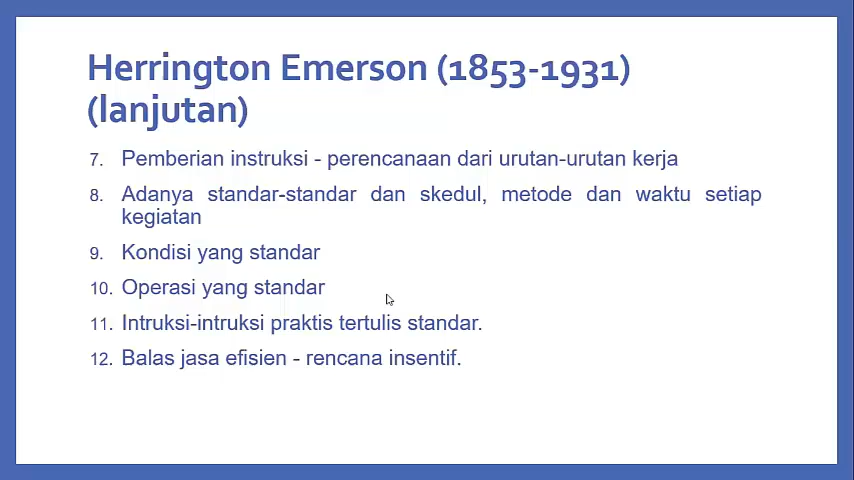 Herrington Emerson (1853-1931)
(lanjutan)
7. Pemberian instruksi - perencanaan dari urutan-urutan kerja
8. Adanya standar-standar dan skedul, metode dan waktu setiap
kegiatan
9. Kondisi yang standar
10. Operasi yang standar
11. Intruksi-intruksi praktis tertulis standar.
12. Balas jasa efisien - rencana insentif.